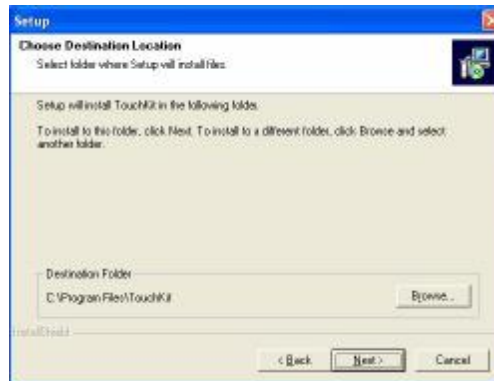 Setup
Choose Destination Location
Select folder where Setup will install files.
Setup will install TouchKit in the following folder.
To install to this folder, click Next. To install to a different folder, click Browse and select
another folder.
Destination Folder
C:\Program Files\TouchKit
Browse...
InstallShield
< Back
Next >
Cancel